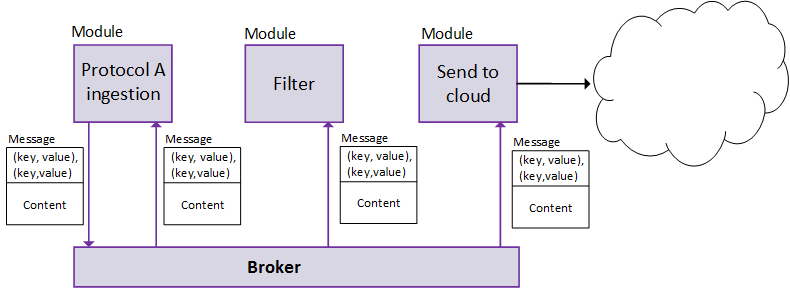 Module
Module
Module
Protocol A
ingestion
Filter
Send to
cloud
Message
(key, value),
(key,value)
Content
Message
(key, value),
(key,value)
Content
Message
(key, value),
(key,value)
Content
Message
(key, value),
(key,value)
Content
Broker